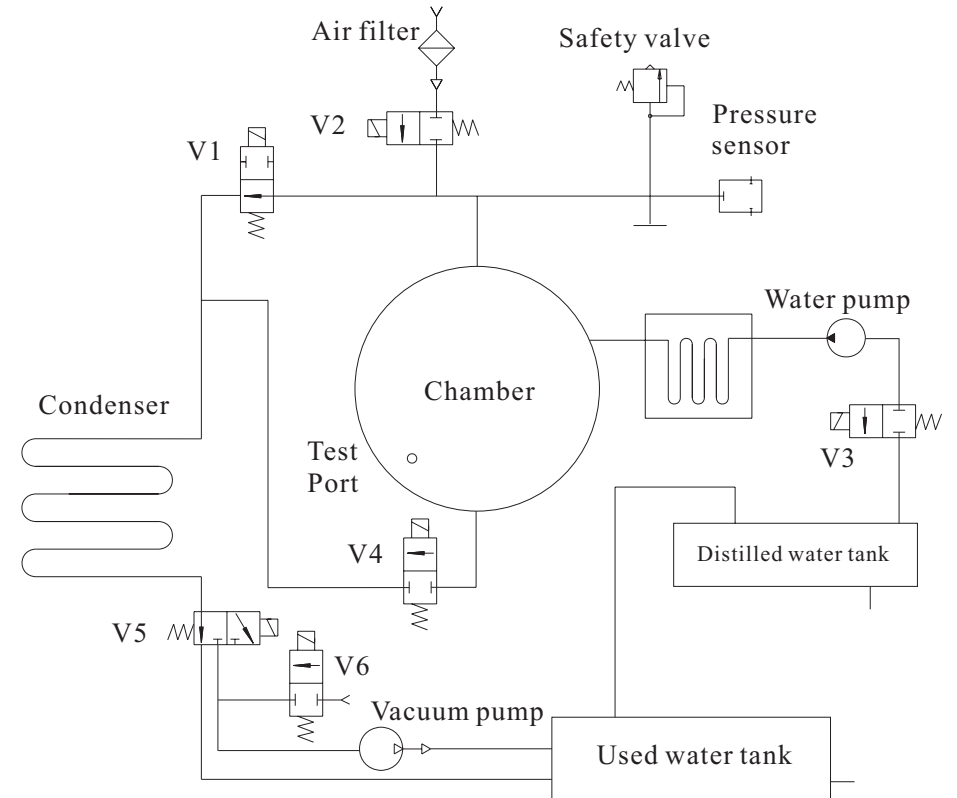 Air filter
Safety valve
V2
Pressure
sensor
V1
Water pump
Chamber
Condenser
Test
Port
V3
V4
Distilled water tank
V5
V6
Vacuum pump
Used water tank